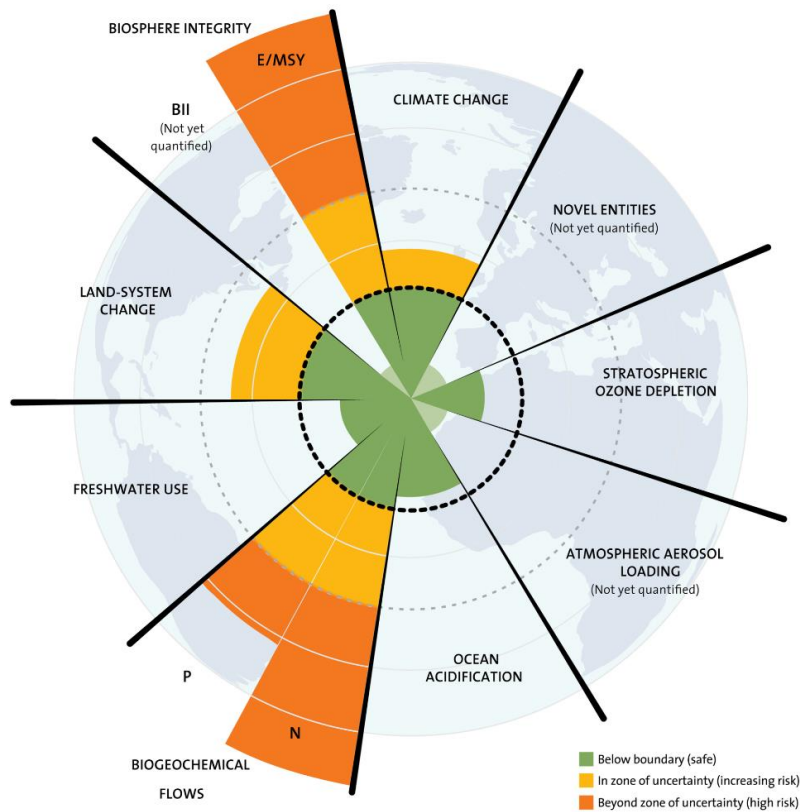 BIOSPHERE INTEGRITY
E/MSY
BII
(Not yet
quantified)
CLIMATE CHANGE
NOVEL ENTITIES
(Not yet quantified)
LAND-SYSTEM
CHANGE
STRATOSPHERIC
OZONE DEPLETION
FRESHWATER USE
ATMOSPHERIC AEROSOL
LOADING
(Not yet quantified)
OCEAN
ACIDIFICATION
P
N
BIOGEOCHEMICAL
FLOWS
Below boundary (safe)
In zone of uncertainty (increasing risk)
Beyond zone of uncertainty (high risk)